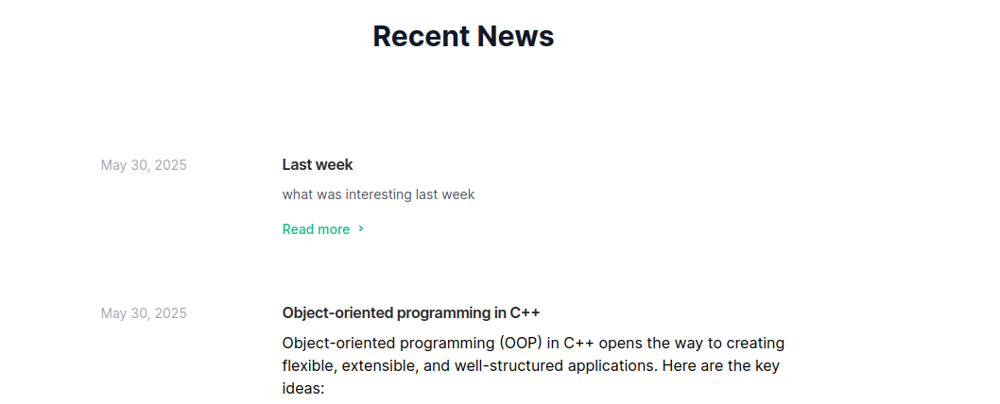 Recent News
May 30, 2025
Last week
what was interesting last week
Read more
May 30, 2025
Object-oriented programming in C++
Object-oriented programming (OOP) in C++ opens the way to creating
flexible, extensible, and well-structured applications. Here are the key
ideas: